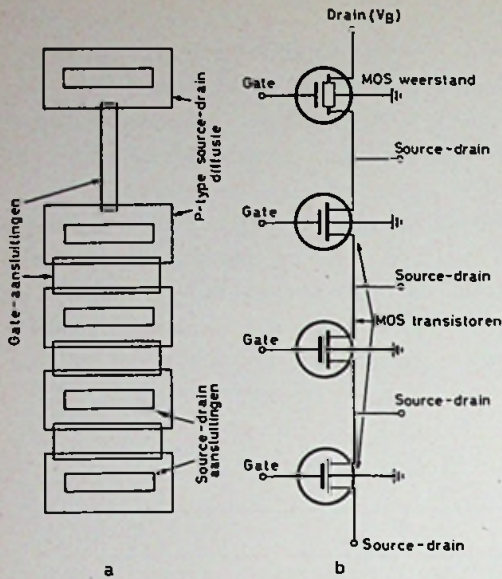 Gate-aansluitingen
P-type source-drain
diffusie
Source-drain
aansluitingen
a
Drain (VB)
Gate
MOS weerstand
Source-drain
Gate
Source-drain
MOS transistoren
Gate
Source-drain
Gate
Source-drain
b